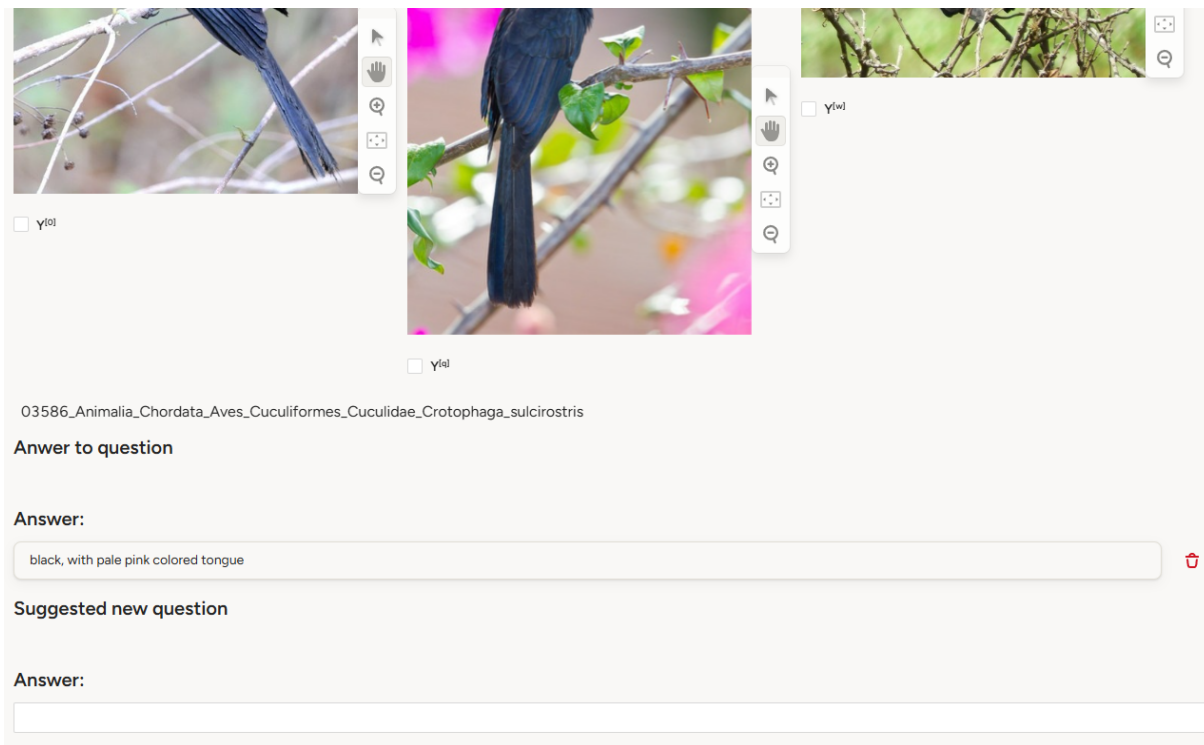 Y[0]
Y[w]
Y[q]
03586_Animalia_Chordata_Aves_Cuculiformes_Cuculidae_Crotophaga_sulcirostris
Anwer to question
Answer:
black, with pale pink colored tongue
Suggested new question
Answer: